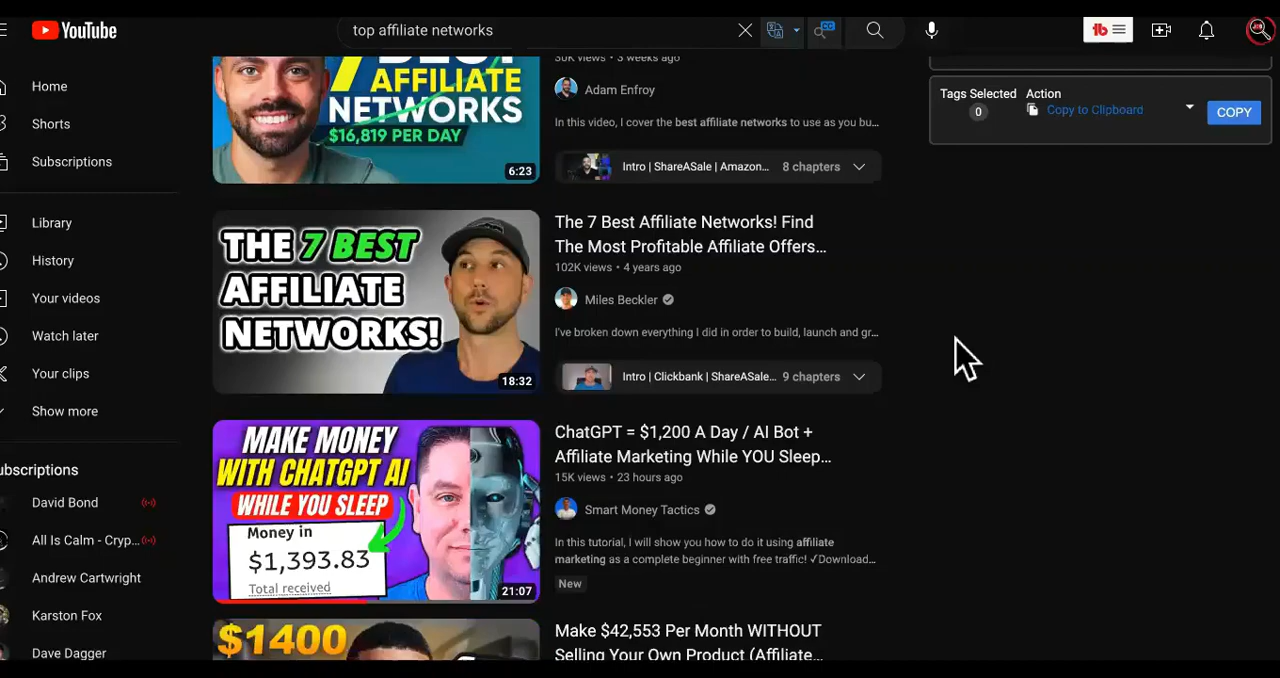 YouTube
top affiliate networks
Home
Shorts
Subscriptions
Library
History
Your videos
Watch later
Your clips
Show more
ubscriptions
David Bond
All Is Calm - Cryp...
Andrew Cartwright
Karston Fox
Dave Dagger
7 BEST
AFFILIATE
NETWORKS
$16,819 PER DAY
6:23
30K views • 3 weeks ago
Adam Enfroy
In this video, I cover the best affiliate networks to use as you bu...
Intro | ShareASale | Amazon... 8 chapters
THE 7 BEST
AFFILIATE
NETWORKS!
18:32
The 7 Best Affiliate Networks! Find
The Most Profitable Affiliate Offers...
102K views • 4 years ago
Miles Beckler
I've broken down everything I did in order to build, launch and gr...
Intro | Clickbank | ShareASale... 9 chapters
MAKE MONEY
WITH CHATGPT AI
WHILE YOU SLEEP
Money in
$1,393.83
Total received
21:07
ChatGPT = $1,200 A Day / AI Bot +
Affiliate Marketing While YOU Sleep...
15K views • 23 hours ago
Smart Money Tactics
In this tutorial, I will show you how to do it using affiliate
marketing as a complete beginner with free traffic! ✓Download...
New
$1400
Make $42,553 Per Month WITHOUT
Selling Your Own Product (Affiliate...
Tags Selected
0
Action
Copy to Clipboard
COPY
tb